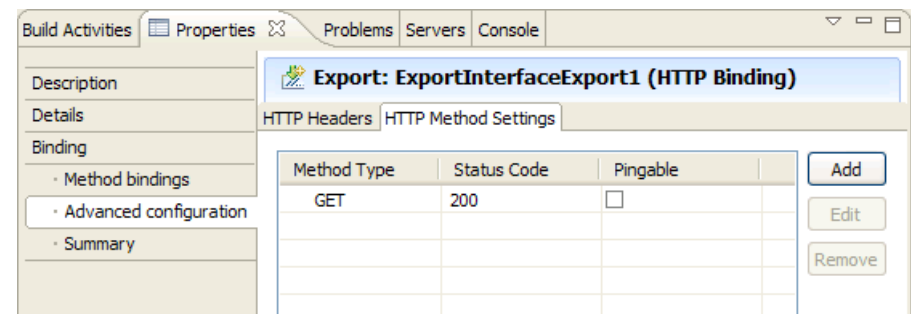 Build Activities Properties Problems Servers Console
Export: ExportInterfaceExport1 (HTTP Binding)
Description
Details
Binding
· Method bindings
· Advanced configuration
· Summary
HTTP Headers HTTP Method Settings
Method Type Status Code Pingable
GET 200
Add
Edit
Remove